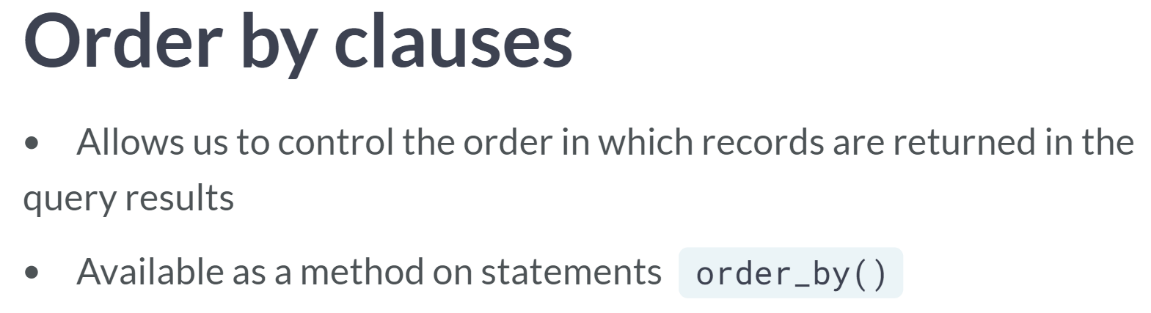 Order by clauses
• Allows us to control the order in which records are returned in the
query results
• Available as a method on statements order_by()